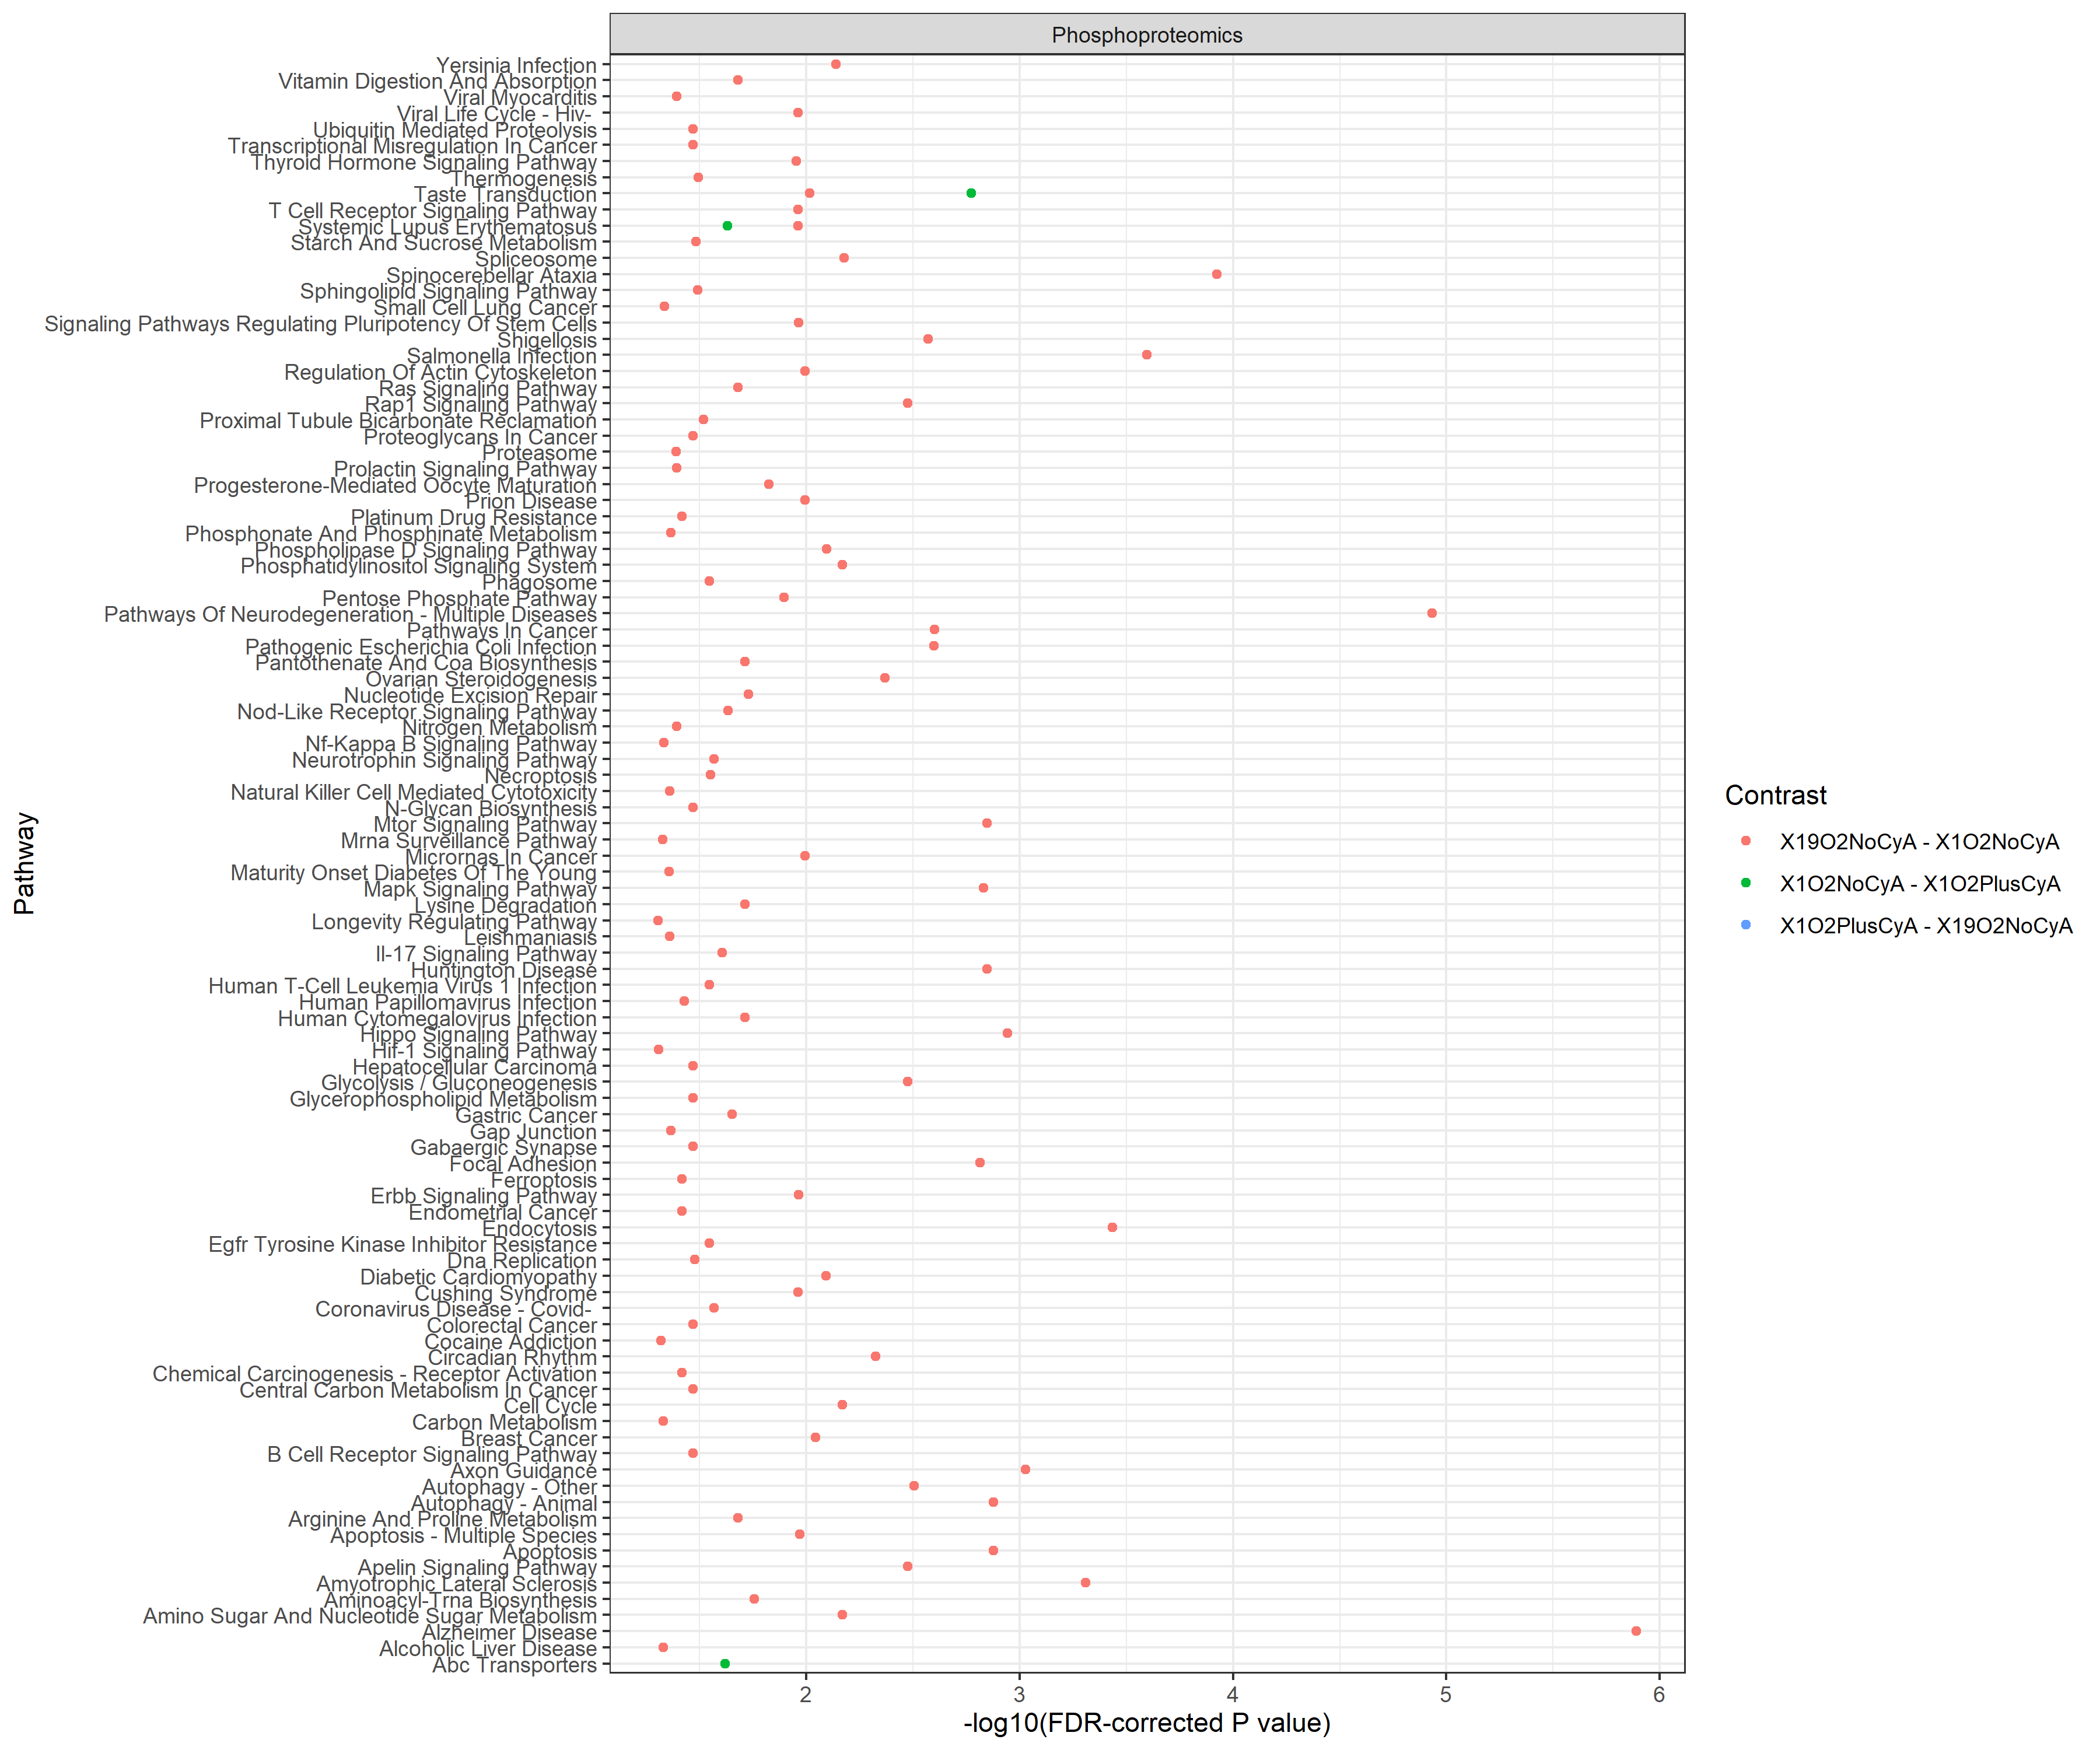 Phosphoproteomics
Yersinia Infection
Vitamin Digestion And Absorption
Viral Myocarditis
Viral Life Cycle - Hiv-
Ubiquitin Mediated Proteolysis
Transcriptional Misregulation In Cancer
Thyroid Hormone Signaling Pathway
Thermogenesis
Taste Transduction
T Cell Receptor Signaling Pathway
Systemic Lupus Erythematosus
Starch And Sucrose Metabolism
Spliceosome
Spinocerebellar Ataxia
Sphingolipid Signaling Pathway
Small Cell Lung Cancer
Signaling Pathways Regulating Pluripotency Of Stem Cells
Shigellosis
Salmonella Infection
Regulation Of Actin Cytoskeleton
Ras Signaling Pathway
Rap1 Signaling Pathway
Proximal Tubule Bicarbonate Reclamation
Proteoglycans In Cancer
Proteasome
Prolactin Signaling Pathway
Progesterone-Mediated Oocyte Maturation
Prion Disease
Platinum Drug Resistance
Phosphonate And Phosphinate Metabolism
Phospholipase D Signaling Pathway
Phosphatidylinositol Signaling System
Phagosome
Pentose Phosphate Pathway
Pathways Of Neurodegeneration - Multiple Diseases
Pathways In Cancer
Pathogenic Escherichia Coli Infection
Pantothenate And Coa Biosynthesis
Ovarian Steroidogenesis
Nucleotide Excision Repair
Nod-Like Receptor Signaling Pathway
Nitrogen Metabolism
Nf-Kappa B Signaling Pathway
Neurotrophin Signaling Pathway
Necroptosis
Natural Killer Cell Mediated Cytotoxicity
N-Glycan Biosynthesis
Mtor Signaling Pathway
Mrna Surveillance Pathway
Micrornas In Cancer
Maturity Onset Diabetes Of The Young
Mapk Signaling Pathway
Lysine Degradation
Longevity Regulating Pathway
Leishmaniasis
Il-17 Signaling Pathway
Huntington Disease
Human T-Cell Leukemia Virus 1 Infection
Human Papillomavirus Infection
Human Cytomegalovirus Infection
Hippo Signaling Pathway
Hif-1 Signaling Pathway
Hepatocellular Carcinoma
Glycolysis / Gluconeogenesis
Glycerophospholipid Metabolism
Gastric Cancer
Gap Junction
Gabaergic Synapse
Focal Adhesion
Ferroptosis
Erbb Signaling Pathway
Endometrial Cancer
Endocytosis
Egfr Tyrosine Kinase Inhibitor Resistance
Dna Replication
Diabetic Cardiomyopathy
Cushing Syndrome
Coronavirus Disease - Covid-
Colorectal Cancer
Cocaine Addiction
Circadian Rhythm
Chemical Carcinogenesis - Receptor Activation
Central Carbon Metabolism In Cancer
Cell Cycle
Carbon Metabolism
Breast Cancer
B Cell Receptor Signaling Pathway
Axon Guidance
Autophagy - Other
Autophagy - Animal
Arginine And Proline Metabolism
Apoptosis - Multiple Species
Apoptosis
Apelin Signaling Pathway
Amyotrophic Lateral Sclerosis
Aminoacyl-Trna Biosynthesis
Amino Sugar And Nucleotide Sugar Metabolism
Alzheimer Disease
Alcoholic Liver Disease
Abc Transporters
Pathway
2 3 4 5 6
-log10(FDR-corrected P value)
Contrast
X19O2NoCyA - X1O2NoCyA
X1O2NoCyA - X1O2PlusCyA
X1O2PlusCyA - X19O2NoCyA